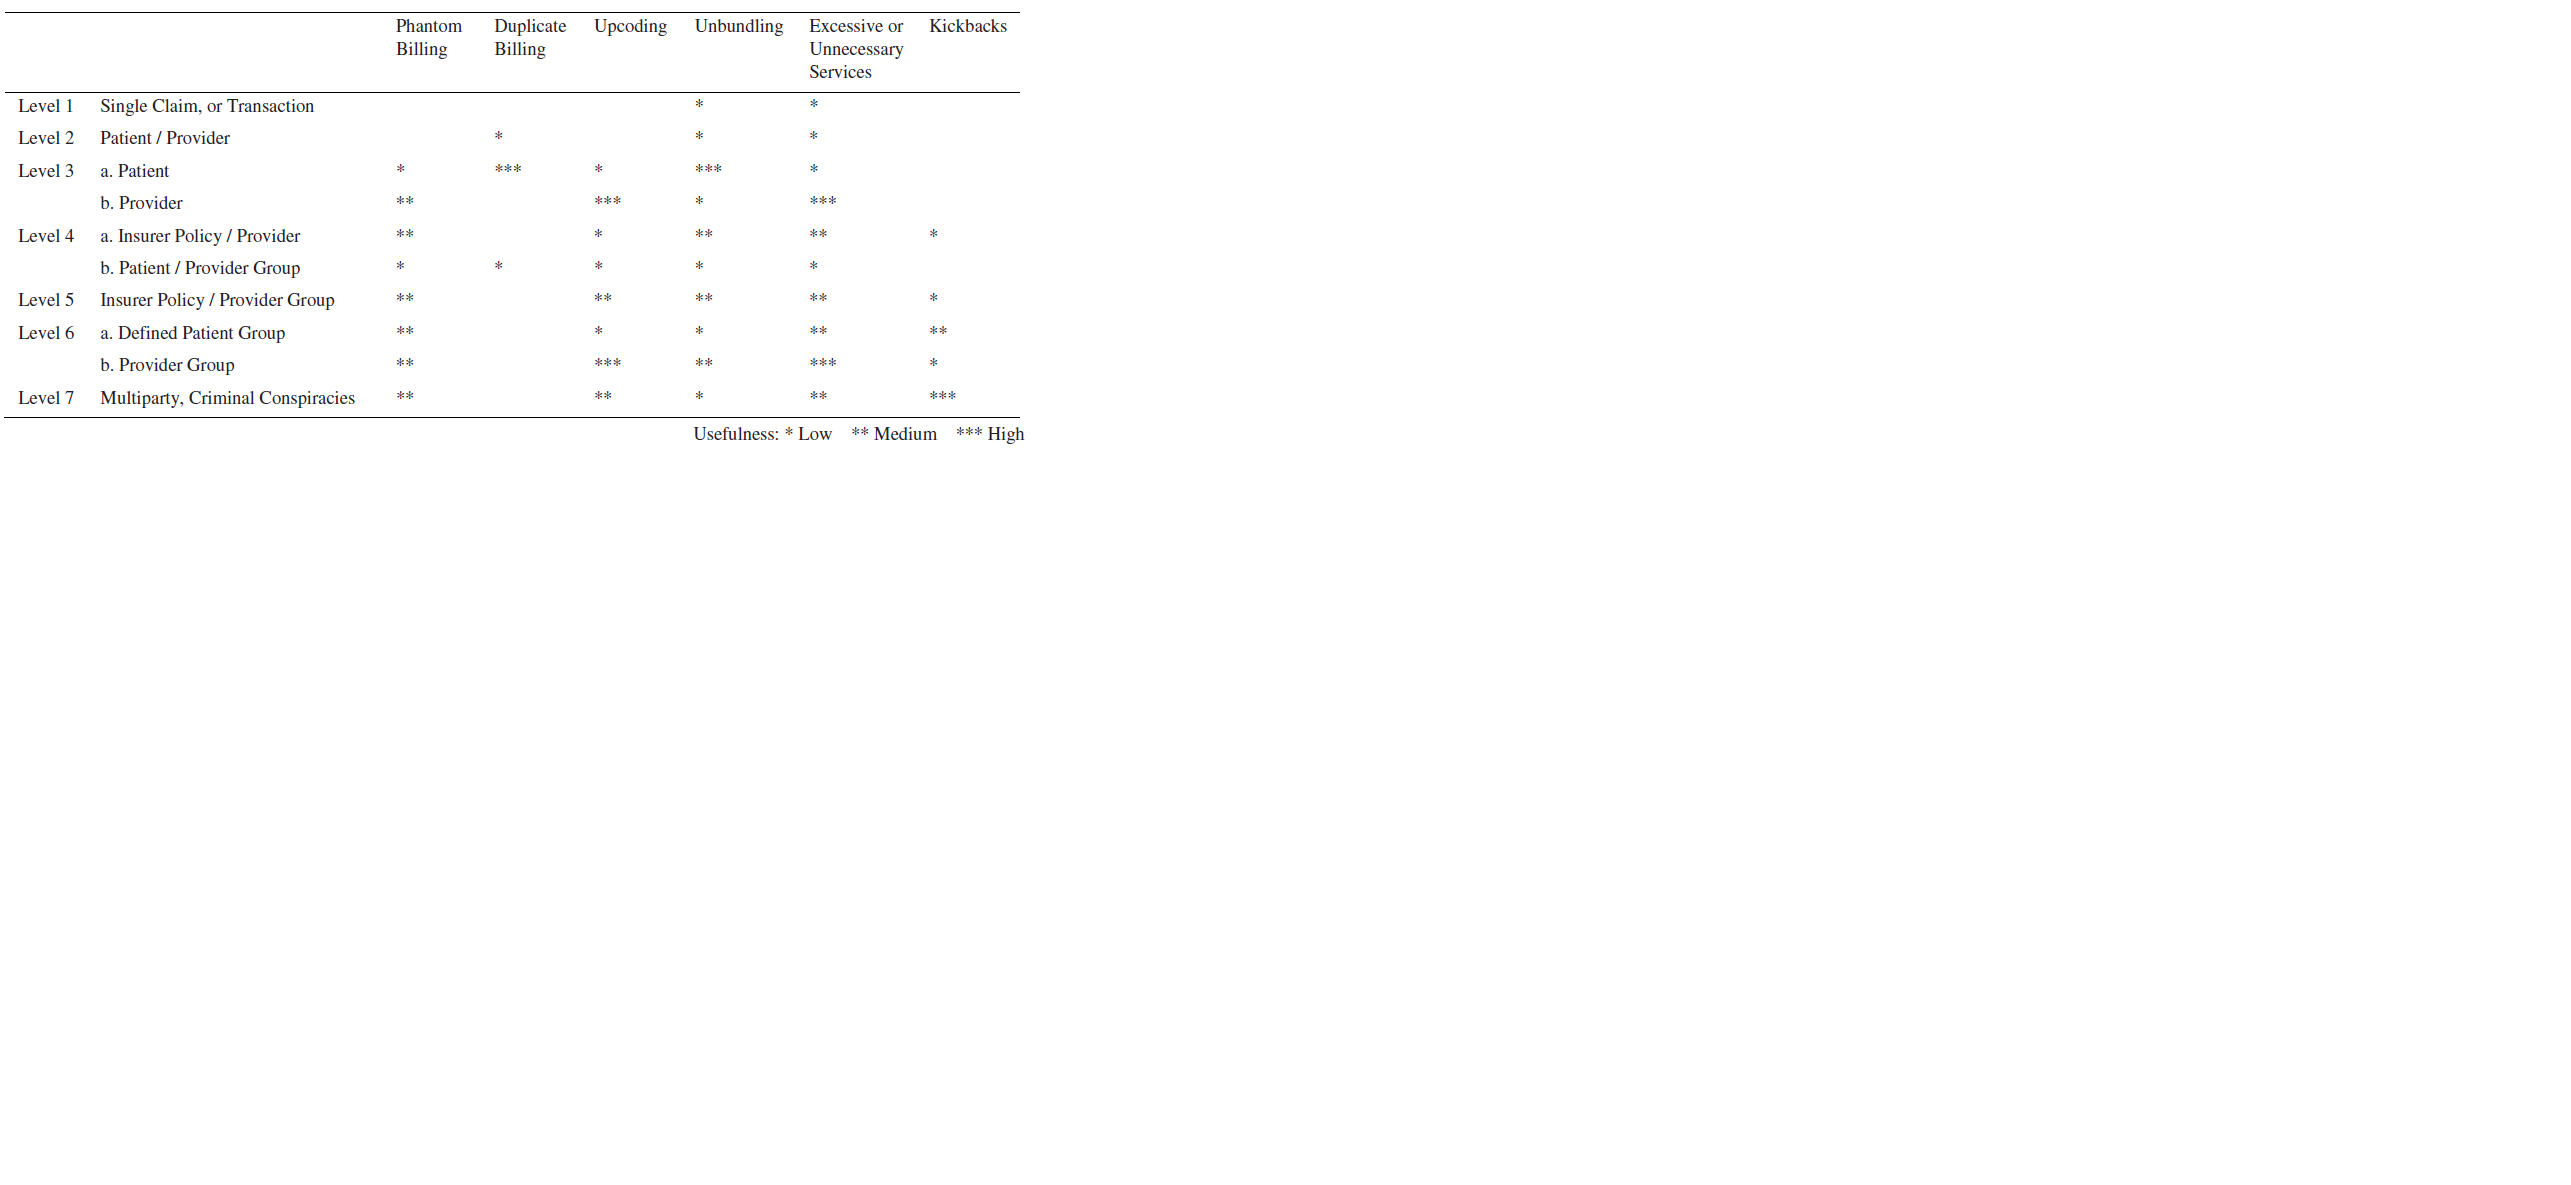 Phantom Billing Duplicate Billing Upcoding Unbundling Excessive or Unnecessary Services Kickbacks
Level 1 Single Claim, or Transaction * *
Level 2 Patient / Provider * * *
Level 3 a. Patient * *** * *** *
b. Provider ** *** * ***
Level 4 a. Insurer Policy / Provider ** * ** ** *
b. Patient / Provider Group * * * * *
Level 5 Insurer Policy / Provider Group ** ** ** ** *
Level 6 a. Defined Patient Group ** * * ** **
b. Provider Group ** *** ** *** *
Level 7 Multiparty, Criminal Conspiracies ** ** * ** ***
Usefulness: * Low ** Medium *** High